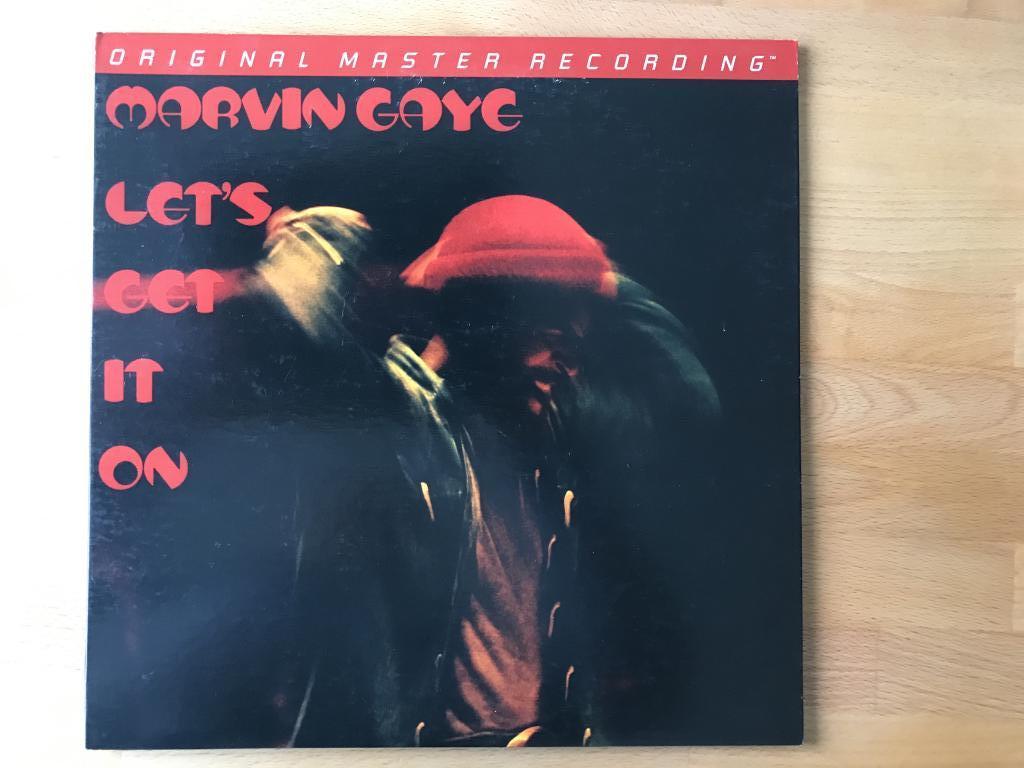 ORIGINAL MASTER RECORDING™
MARVIN GAYE
LET'S
GET
IT
ON